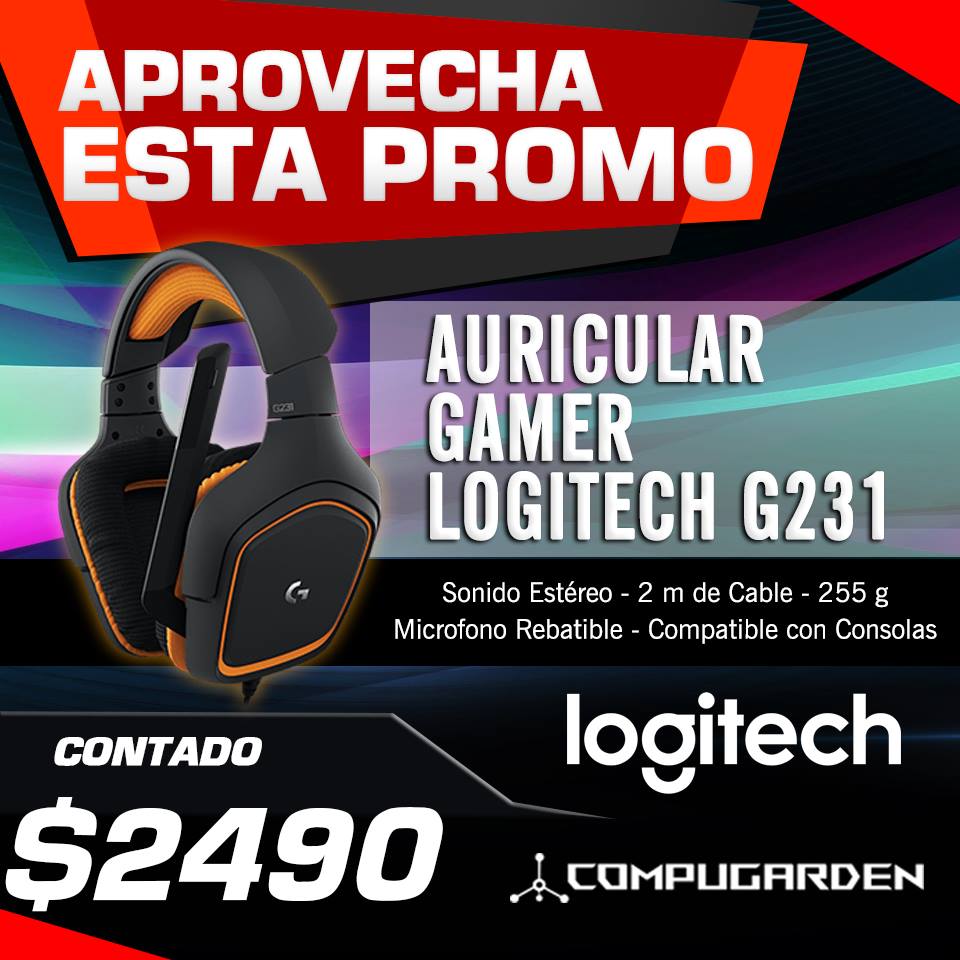 APROVECHA
ESTA PROMO
AURICULAR
GAMER
LOGITECH G231
G231
G
Sonido Estéreo - 2 m de Cable - 255 g
Microfono Rebatible - Compatible con Consolas
logitech
CONTADO
$2490
COMPUGARDEN